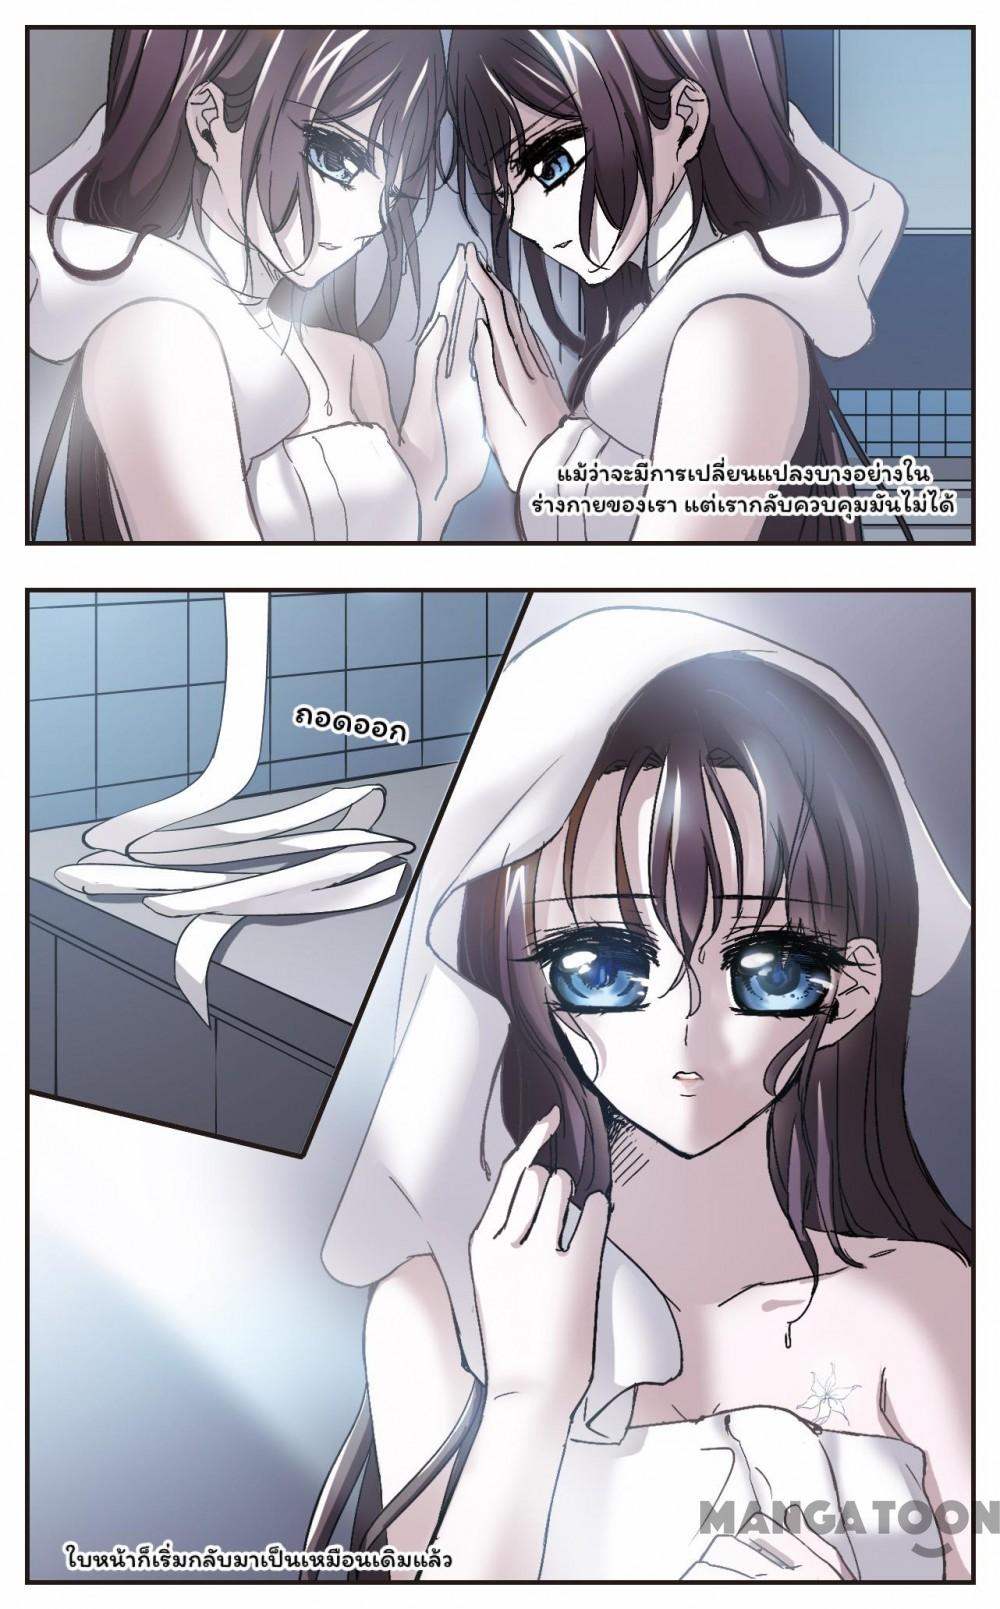 แม้ว่าจะมีการเปลี่ยนแปลงบางอย่างใน
ร่างกายของเรา แต่เรากลับควบคุมมันไม่ได้
ถอดออก
ใบหน้าก็เริ่มกลับมาเป็นเหมือนเดิมแล้ว
MANGATOON